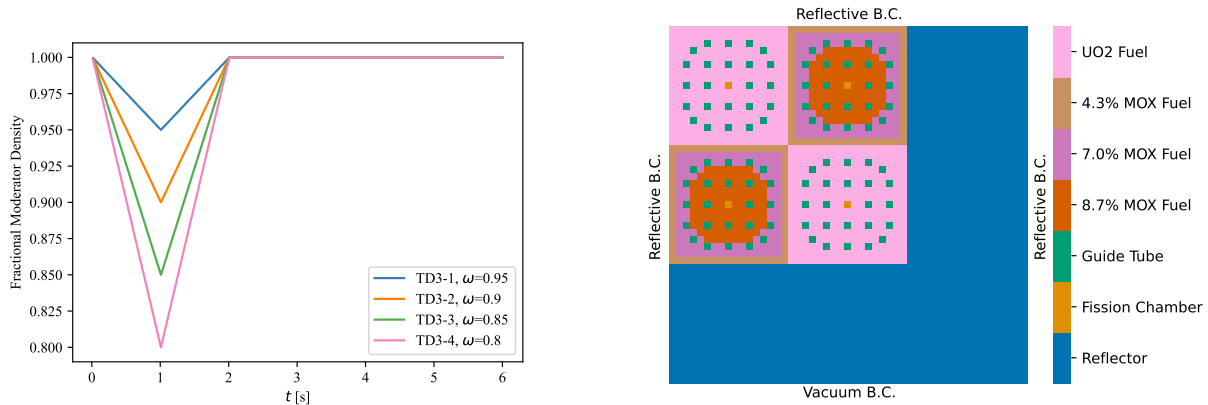 Fractional Moderator Density
1.000
0.975
0.950
0.925
0.900
0.875
0.850
0.825
0.800
TD3-1, ω=0.95
TD3-2, ω=0.9
TD3-3, ω=0.85
TD3-4, ω=0.8
0 1 2 3 4 5 6
t [s]
Reflective B.C.
Reflective B.C.
Vacuum B.C.
Reflective B.C.
UO2 Fuel
4.3% MOX Fuel
7.0% MOX Fuel
8.7% MOX Fuel
Guide Tube
Fission Chamber
Reflector